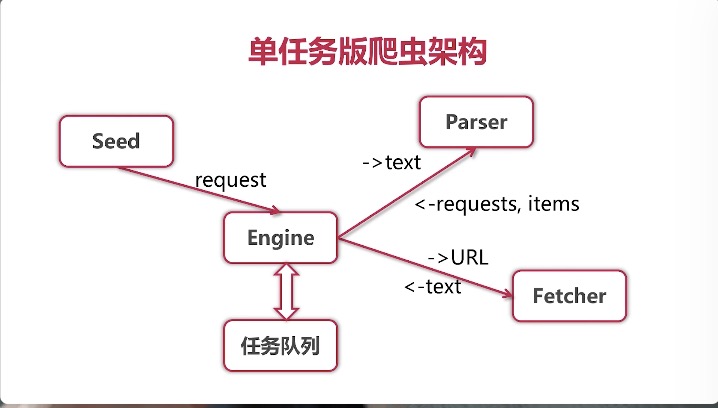 单任务版爬虫架构
Seed
Parser
->text
request
<-requests, items
Engine
->URL
<-text
Fetcher
任务队列